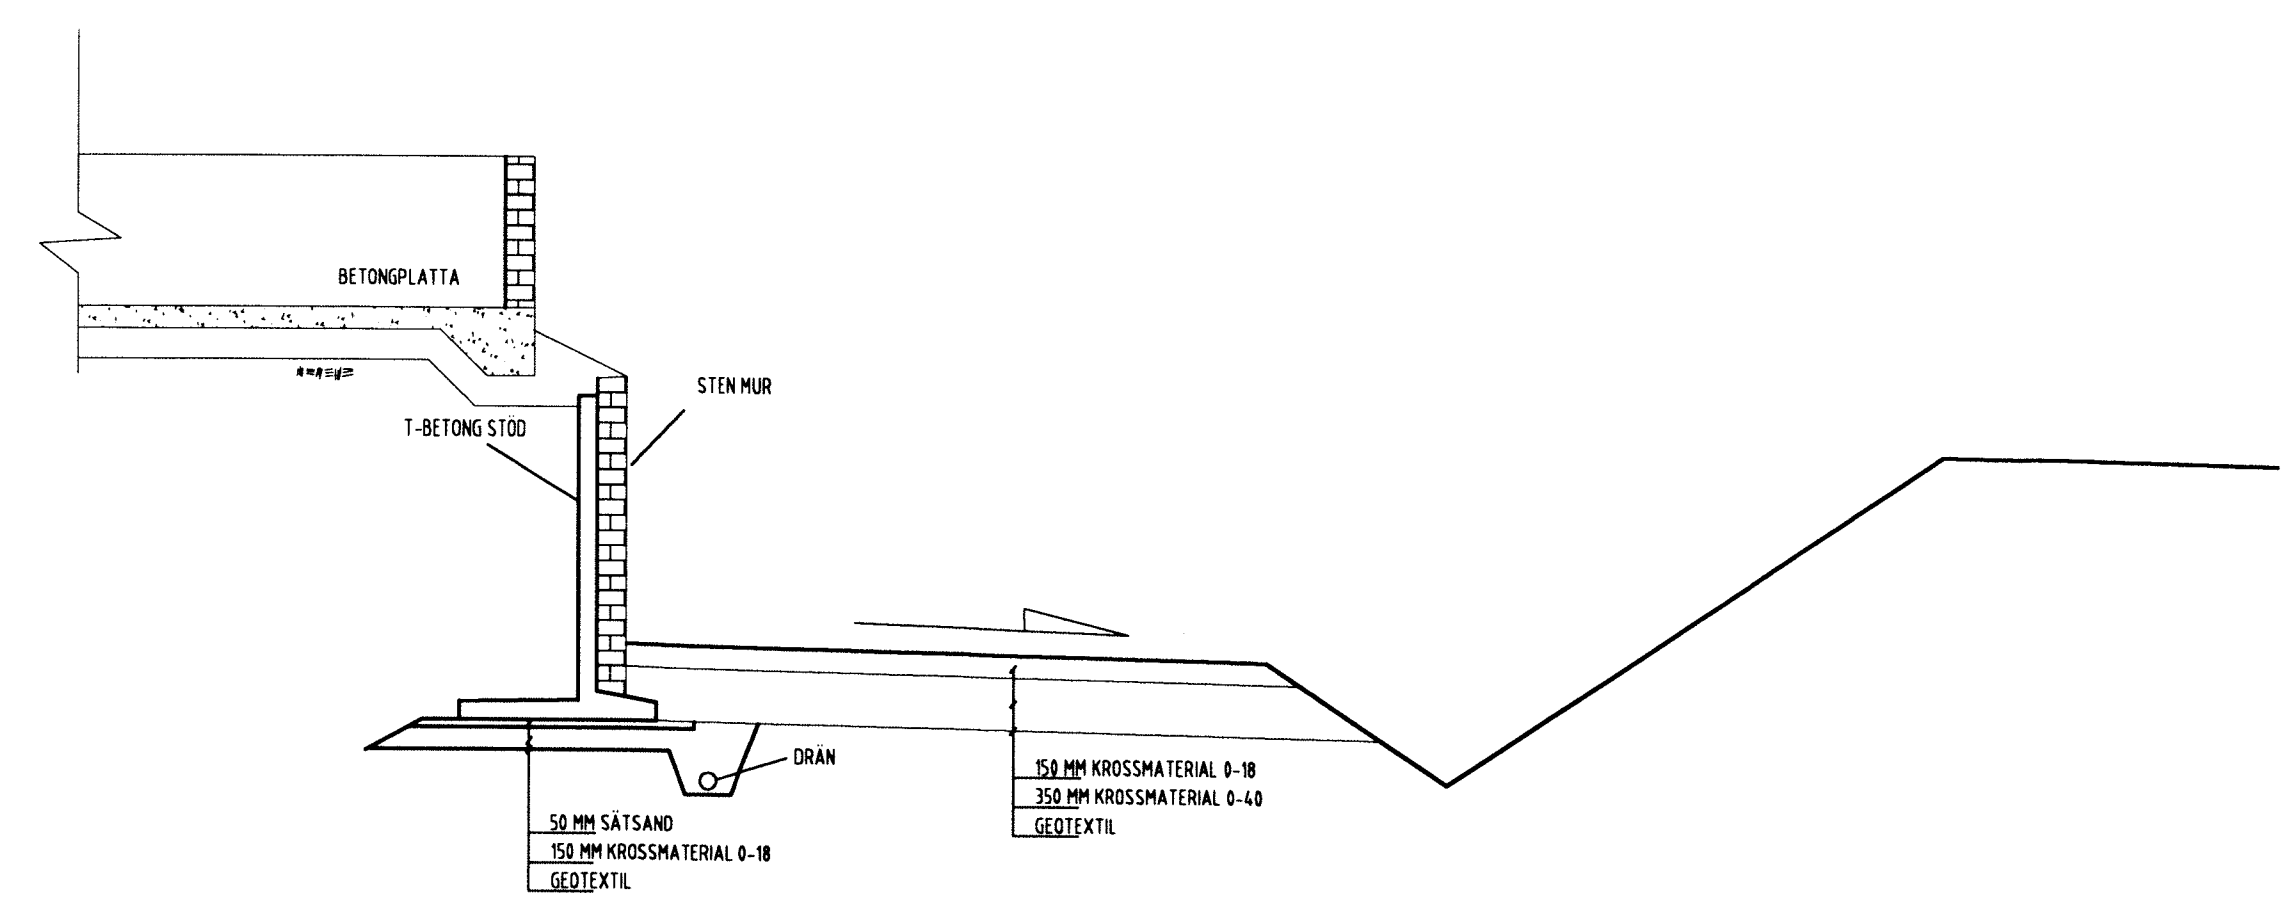 BETONGPLATTA
STEN MUR
T-BETONG STÖD
DRÄN
50 MM SÄTSAND
150 MM KROSSMATERIAL 0-18
GEOTEXTIL
150 MM KROSSMATERIAL 0-18
350 MM KROSSMATERIAL 0-40
GEOTEXTIL